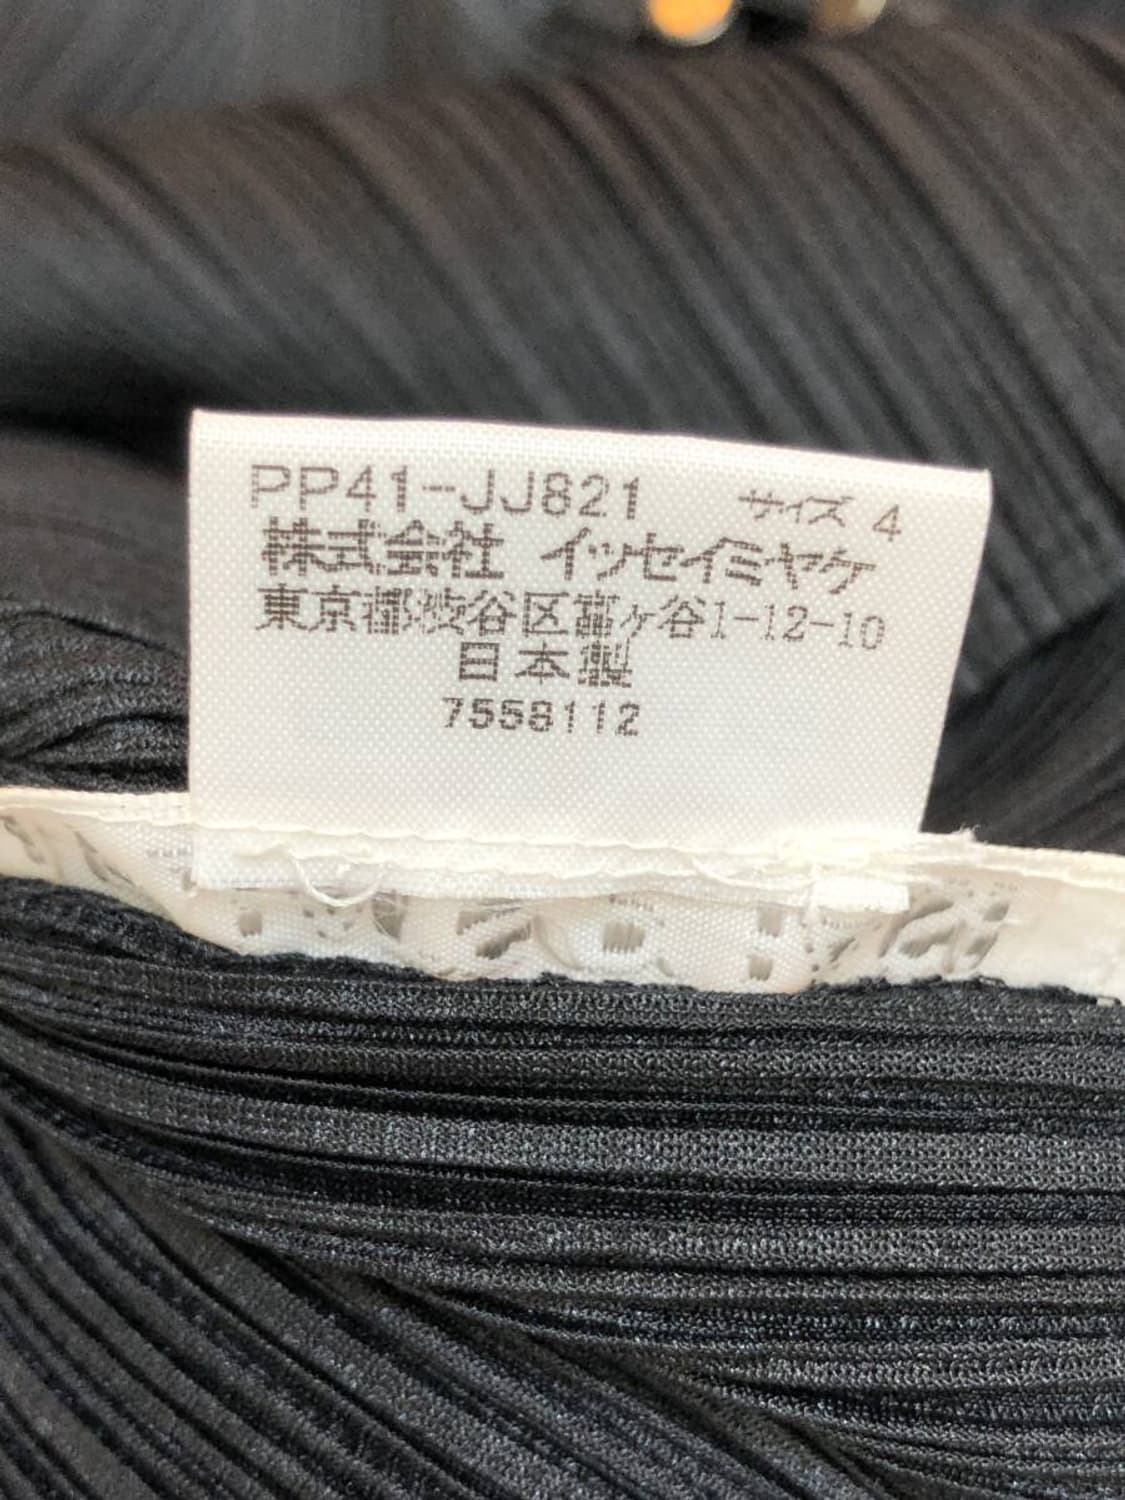 PP41-JJ821 サイズ 4
株式会社 イッセイミヤケ
東京都渋谷区富ヶ谷1-12-10
日本製
7558112